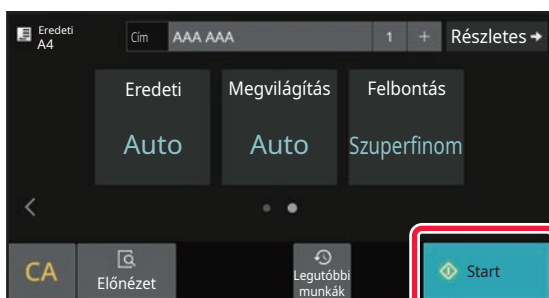 Eredeti
A4
Cím AAA AAA 1 + Részletes
Eredeti Megvilágítás Felbontás
Auto Auto Szuperfinom
CA Előnézet Legutóbbi munkák Start